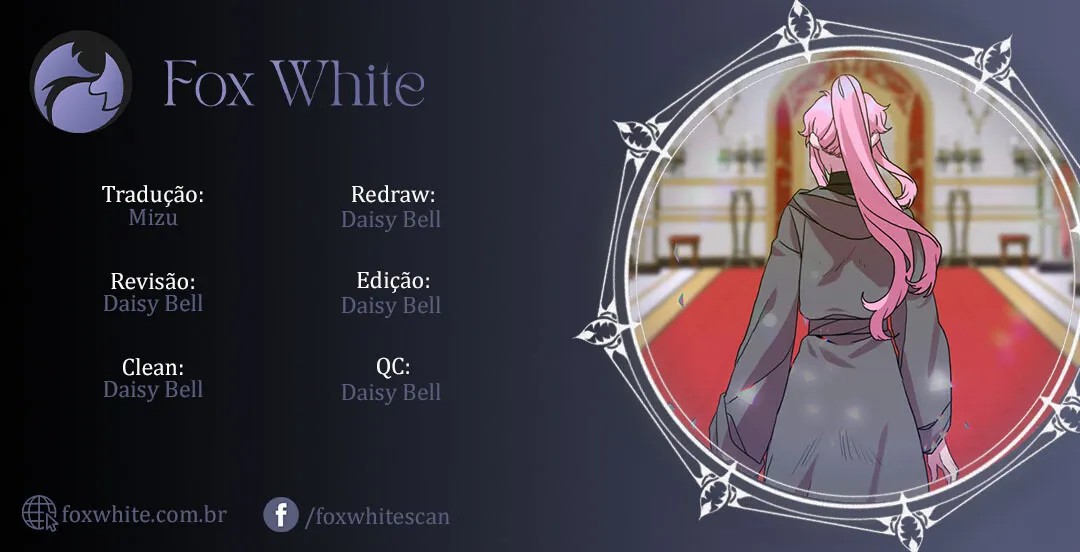 Fox White
Tradução:
Mizu
Redraw:
Daisy Bell
Revisão:
Daisy Bell
Edição:
Daisy Bell
Clean:
Daisy Bell
QC:
Daisy Bell
foxwhite.com.br
f /foxwhitescan